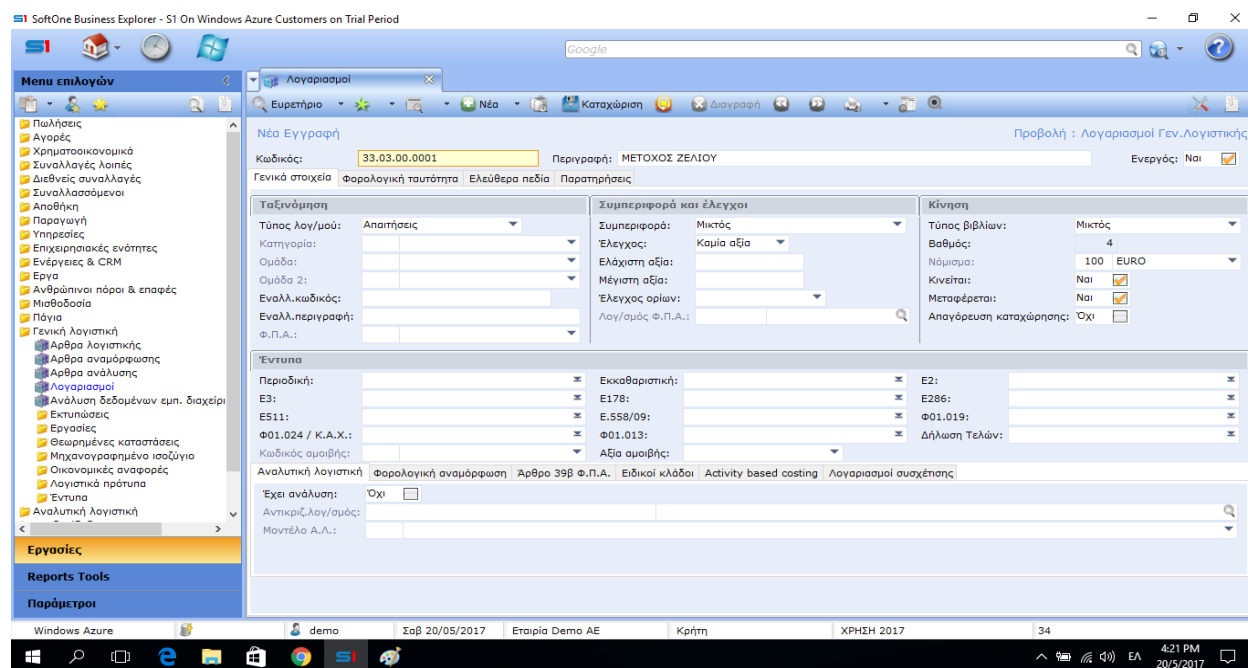 S1 SoftOne Business Explorer - S1 On Windows Azure Customers on Trial Period
S1 Google
Menu επιλογών
Λογαριασμοί
Ευρετήριο Νέα Καταχώριση Διαγραφή
Πωλήσεις
Αγορές
Χρηματοοικονομικά
Συναλλαγές λοιπές
Διεθνείς συναλλαγές
Συναλλασσόμενοι
Αποθήκη
Παραγωγή
Υπηρεσίες
Επιχειρησιακές ενότητες
Ενέργειες & CRM
Εργα
Ανθρώπινοι πόροι & επαφές
Μισθοδοσία
Πάγια
Γενική λογιστική
Αρθρα λογιστικής
Αρθρα αναμόρφωσης
Αρθρα ανάλυσης
Λογαριασμοί
Ανάλυση δεδομένων εμπ. διαχείρι
Εκτυπώσεις
Εργασίες
Θεωρημένες καταστάσεις
Μηχανογραφημένο ισοζύγιο
Οικονομικές αναφορές
Λογιστικά πρότυπα
Έντυπα
Αναλυτική λογιστική
Εργασίες
Reports Tools
Παράμετροι
Νέα Εγγραφή Προβολή : Λογαριασμοί Γεν.Λογιστικής
Κωδικός: 33.03.00.0001 Περιγραφή: ΜΕΤΟΧΟΣ ΖΕΛΙΟΥ Ενεργός: Ναι
Γενικά στοιχεία Φορολογική ταυτότητα Ελεύθερα πεδία Παρατηρήσεις
Ταξινόμηση Συμπεριφορά και έλεγχοι Κίνηση
Τύπος λογ/μού: Απαιτήσεις Συμπεριφορά: Μικτός Τύπος βιβλίων: Μικτός
Κατηγορία: Έλεγχος: Καμία αξία Βαθμός: 4
Ομάδα: Ελάχιστη αξία: Νόμισμα: 100 EURO
Ομάδα 2: Μέγιστη αξία: Κινείται: Ναι
Εναλλ.κωδικός: Έλεγχος ορίων: Μεταφέρεται: Ναι
Εναλλ.περιγραφή: Λογ/σμός Φ.Π.Α.: Απαγόρευση καταχώρησης: Όχι
Φ.Π.Α.:
Έντυπα
Περιοδική: Εκκαθαριστική: Ε2:
Ε3: Ε178: Ε286:
Ε511: Ε.558/09: Φ01.019:
Φ01.024 / Κ.Α.Χ.: Φ01.013: Δήλωση Τελών:
Κωδικός αμοιβής: Αξία αμοιβής:
Αναλυτική λογιστική Φορολογική αναμόρφωση Άρθρο 39β Φ.Π.Α. Ειδικοί κλάδοι Activity based costing Λογαριασμοί συσχέτισης
Έχει ανάλυση: Όχι
Αντικριζ.λογ/σμός:
Μοντέλο Α.Λ.:
Windows Azure demo Σαβ 20/05/2017 Εταιρία Demo AE Κρήτη ΧΡΗΣΗ 2017 34
S1 ΕΛ 4:21 PM
20/5/2017